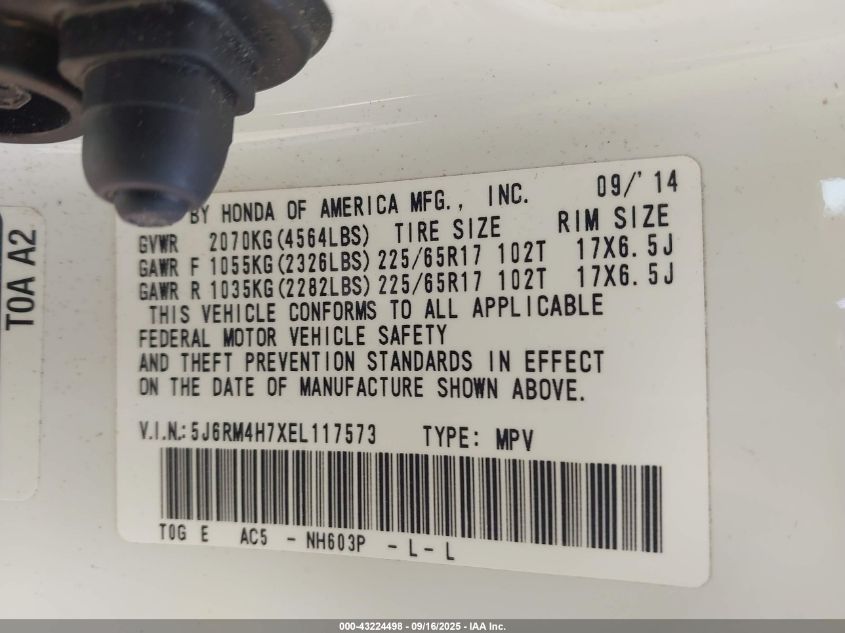 BY HONDA OF AMERICA MFG., INC. 09/'14
GVWR 2070KG(4564LBS) TIRE SIZE RIM SIZE
GAWR F 1055KG(2326LBS) 225/65R17 102T 17X6.5J
GAWR R 1035KG(2282LBS) 225/65R17 102T 17X6.5J
THIS VEHICLE CONFORMS TO ALL APPLICABLE
FEDERAL MOTOR VEHICLE SAFETY
AND THEFT PREVENTION STANDARDS IN EFFECT
ON THE DATE OF MANUFACTURE SHOWN ABOVE.
V.I.N.: 5J6RM4H7XEL117573 TYPE: MPV
T0G E AC5 - NH603P - L - L
T0A A2
000-43224498 - 09/16/2025 - IAA Inc.